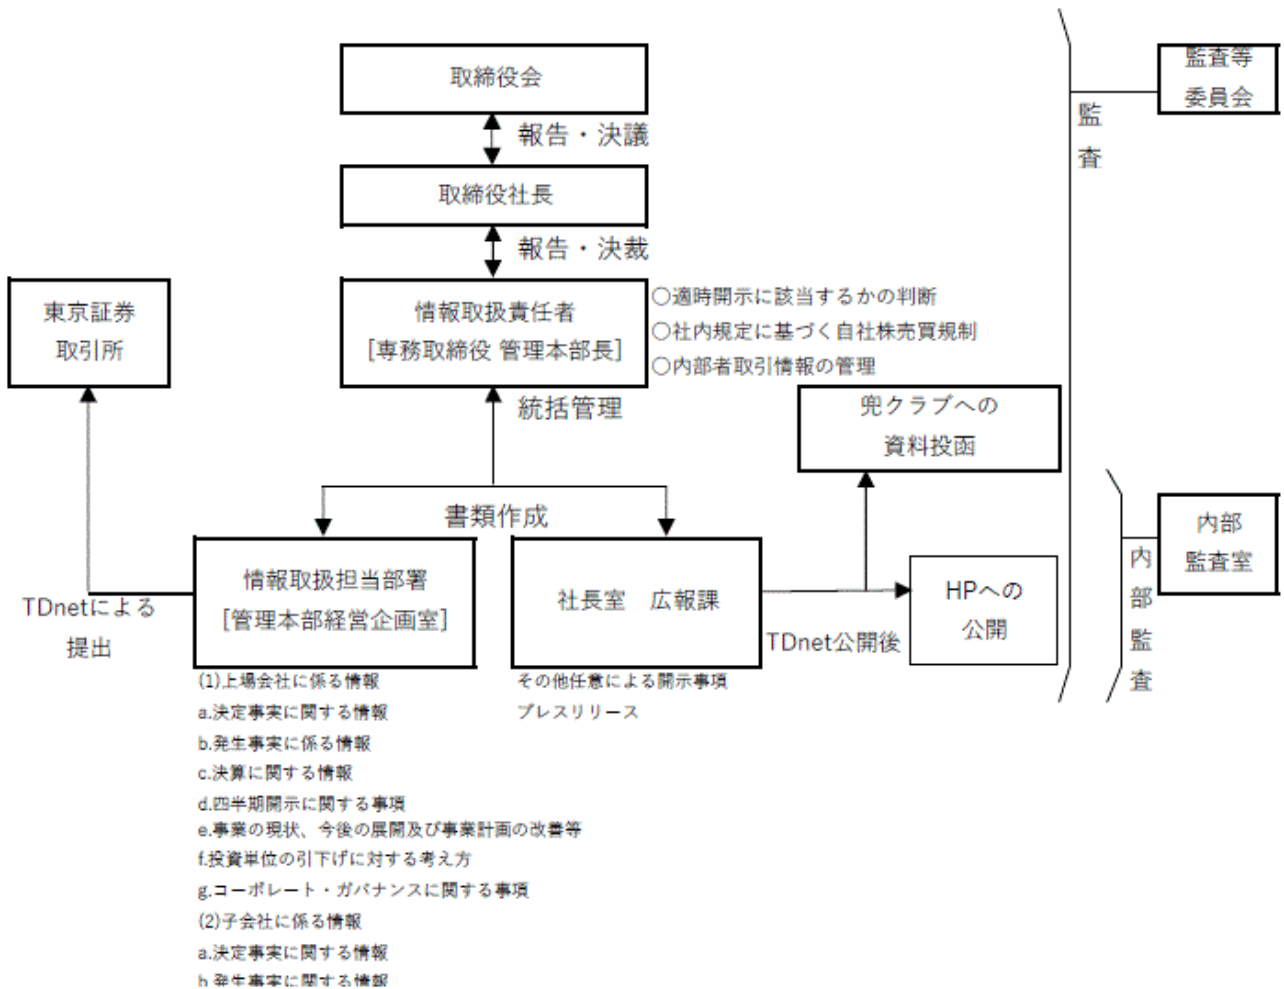 取締役会
報告・決議
取締役社長
報告・決裁
監査等
委員会
監
査
東京証券
取引所
情報取扱責任者
[専務取締役 管理本部長]
○適時開示に該当するかの判断
○社内規定に基づく自社株売買規制
○内部者取引情報の管理
統括管理
兜クラブへの
資料投函
書類作成
内部
監査室
内
部
監
査
TDnetによる
提出
情報取扱担当部署
[管理本部経営企画室]
社長室 広報課
TDnet公開後
HPへの
公開
(1)上場会社に係る情報
a.決定事実に関する情報
b.発生事実に係る情報
c.決算に関する情報
d.四半期開示に関する事項
e.事業の現状、今後の展開及び事業計画の改善等
f.投資単位の引下げに対する考え方
g.コーポレート・ガバナンスに関する事項
(2)子会社に係る情報
a.決定事実に関する情報
b.発生事実に関する情報
その他任意による開示事項
プレスリリース